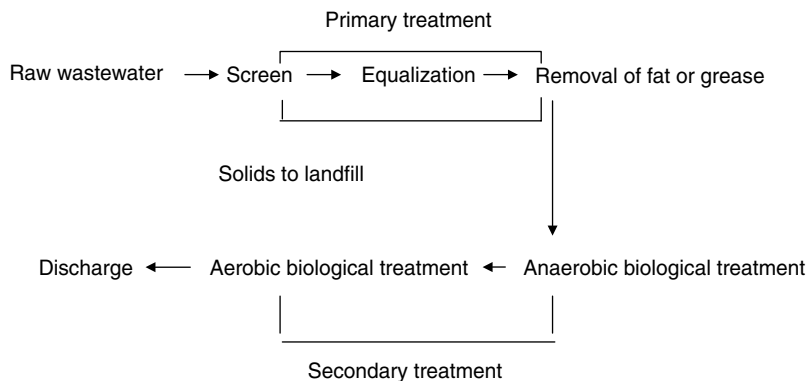 Primary treatment
Raw wastewater Screen Equalization Removal of fat or grease
Solids to landfill
Discharge Aerobic biological treatment Anaerobic biological treatment
Secondary treatment